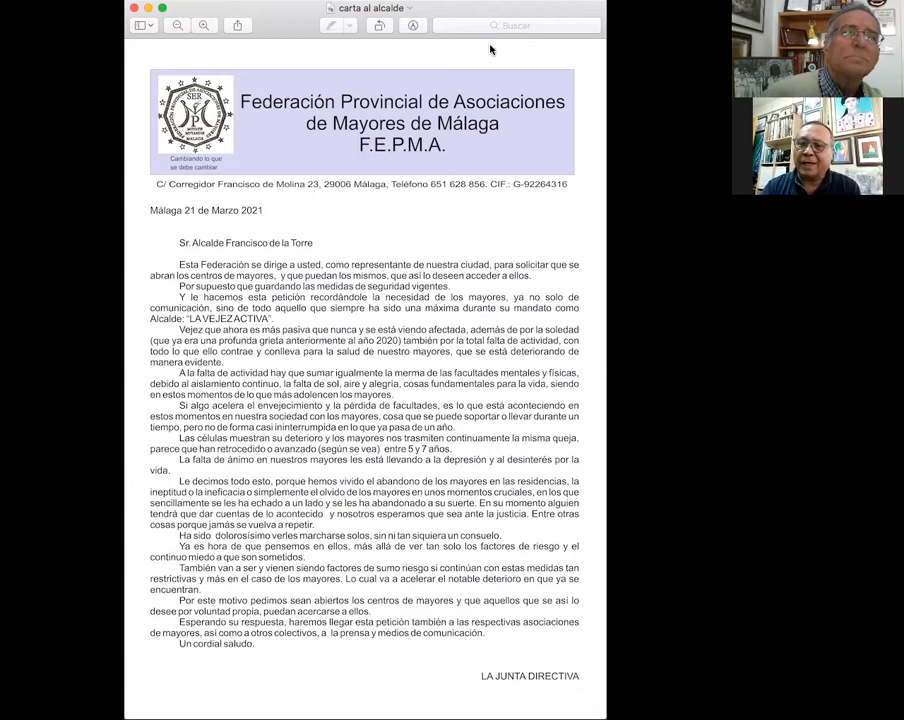 carta al alcalde
Buscar
SER
MOTIVOS
MALAGA
Cambiando lo que
se debe cambiar
Federación Provincial de Asociaciones
de Mayores de Málaga
F.E.P.M.A.
C/ Corregidor Francisco de Molina 23, 29006 Málaga, Teléfono 651 628 856. CIF.: G-92264316
Málaga 21 de Marzo 2021
Sr. Alcalde Francisco de la Torre
Esta Federación se dirige a usted, como representante de nuestra ciudad, para solicitar que se
abran los centros de mayores, y que puedan los mismos, que así lo deseen acceder a ellos.
Por supuesto que guardando las medidas de seguridad vigentes.
Y le hacemos esta petición recordándole la necesidad de los mayores, ya no solo de
comunicación, sino de todo aquello que siempre ha sido una máxima durante su mandato como
Alcalde: “LA VEJEZ ACTIVA”.
Vejez que ahora es más pasiva que nunca y se está viendo afectada, además de por la soledad
(que ya era una profunda grieta anteriormente al año 2020) también por la total falta de actividad, con
todo lo que ello contrae y conlleva para la salud de nuestro mayores, que se está deteriorando de
manera evidente.
A la falta de actividad hay que sumar igualmente la merma de las facultades mentales y físicas,
debido al aislamiento continuo, la falta de sol, aire y alegría, cosas fundamentales para la vida, siendo
en estos momentos de lo que más adolencen los mayores.
Si algo acelera el envejecimiento y la pérdida de facultades, es lo que está aconteciendo en
estos momentos en nuestra sociedad con los mayores, cosa que se puede soportar o llevar durante un
tiempo, pero no de forma casi ininterrumpida en lo que ya pasa de un año.
Las células muestran su deterioro y los mayores nos trasmiten continuamente la misma queja,
parece que han retrocedido o avanzado (según se vea) entre 5 y 7 años.
La falta de ánimo en nuestros mayores les está llevando a la depresión y al desinterés por la
vida.
Le decimos todo esto, porque hemos vivido el abandono de los mayores en las residencias, la
ineptitud o la ineficacia o simplemente el olvido de los mayores en unos momentos cruciales, en los que
sencillamente se les ha echado a un lado y se les ha abandonado a su suerte. En su momento alguien
tendrá que dar cuentas de lo acontecido y nosotros esperamos que sea ante la justicia. Entre otras
cosas porque jamás se vuelva a repetir.
Ha sido dolorosísimo verles marcharse solos, sin ni tan siquiera un consuelo.
Ya es hora de que pensemos en ellos, más allá de ver tan solo los factores de riesgo y el
continuo miedo a que son sometidos.
También van a ser y vienen siendo factores de sumo riesgo si continúan con estas medidas tan
restrictivas y más en el caso de los mayores. Lo cual va a acelerar el notable deterioro en que ya se
encuentran.
Por este motivo pedimos sean abiertos los centros de mayores y que aquellos que se así lo
desee por voluntad propia, puedan acercarse a ellos.
Esperando su respuesta, haremos llegar esta petición también a las respectivas asociaciones
de mayores, así como a otros colectivos, a la prensa y medios de comunicación.
Un cordial saludo.
LA JUNTA DIRECTIVA